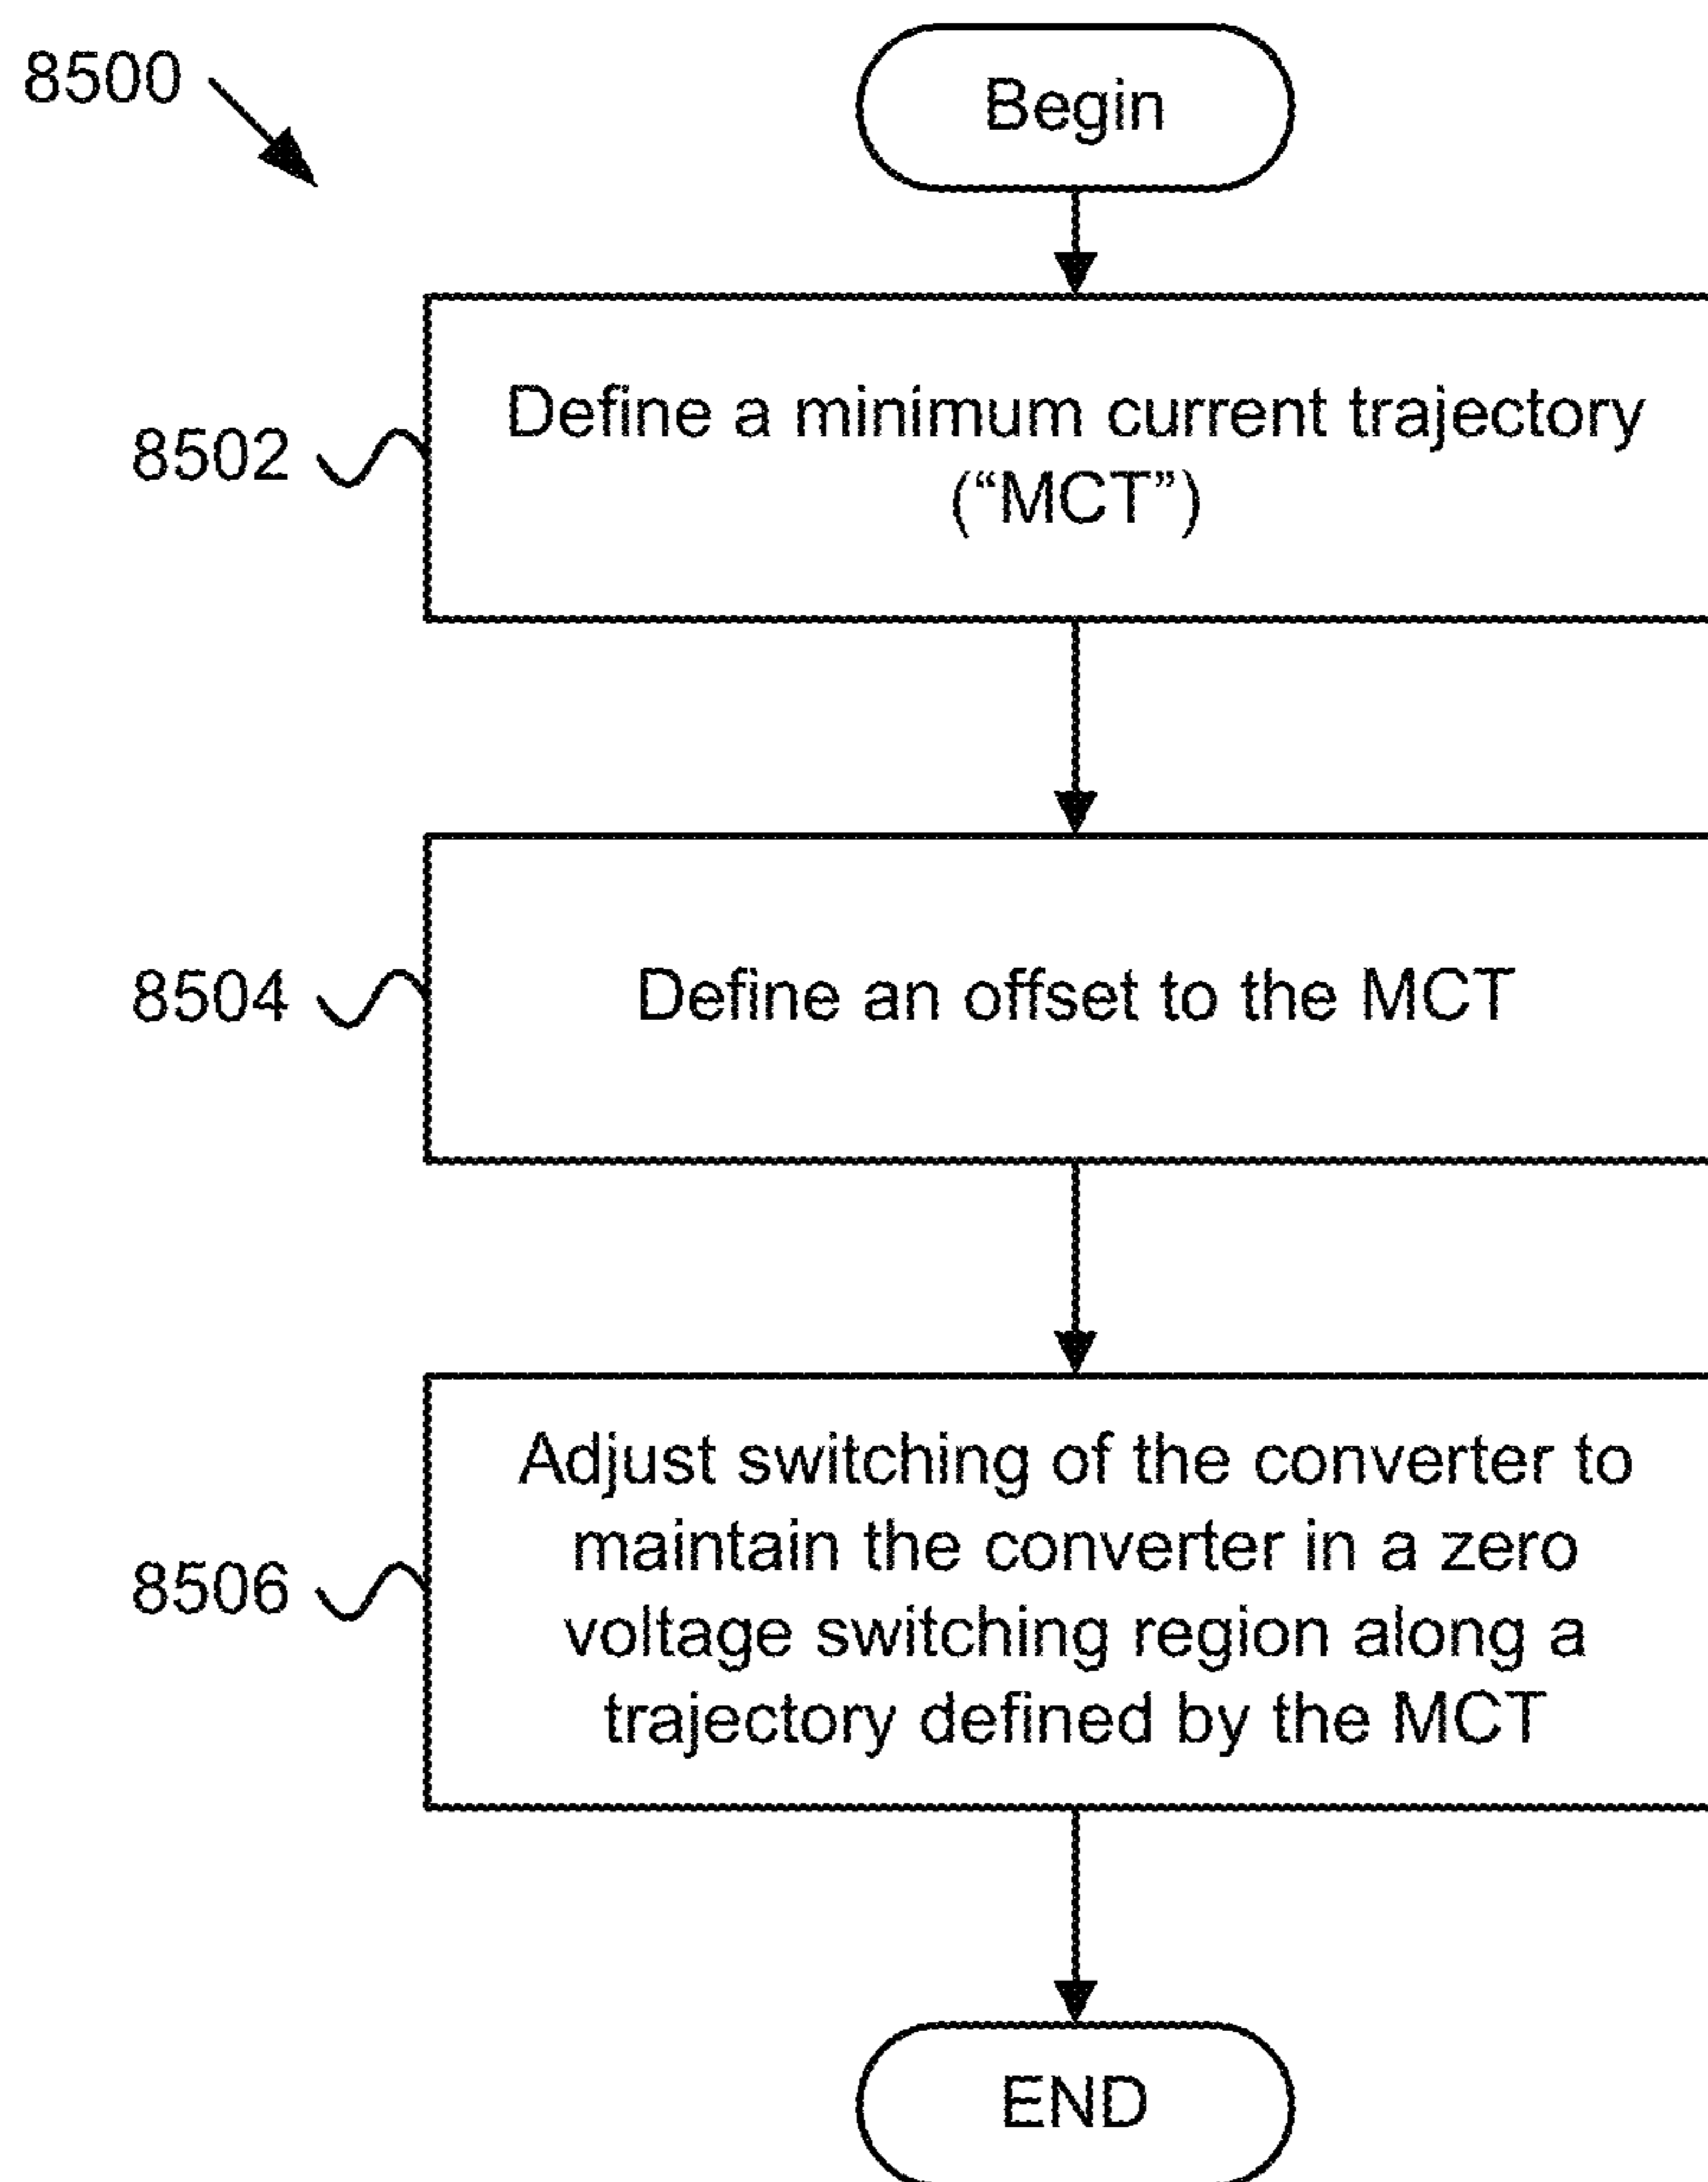 8500
Begin
8502
Define a minimum current trajectory
(“MCT”)
8504
Define an offset to the MCT
8506
Adjust switching of the converter to
maintain the converter in a zero
voltage switching region along a
trajectory defined by the MCT
END